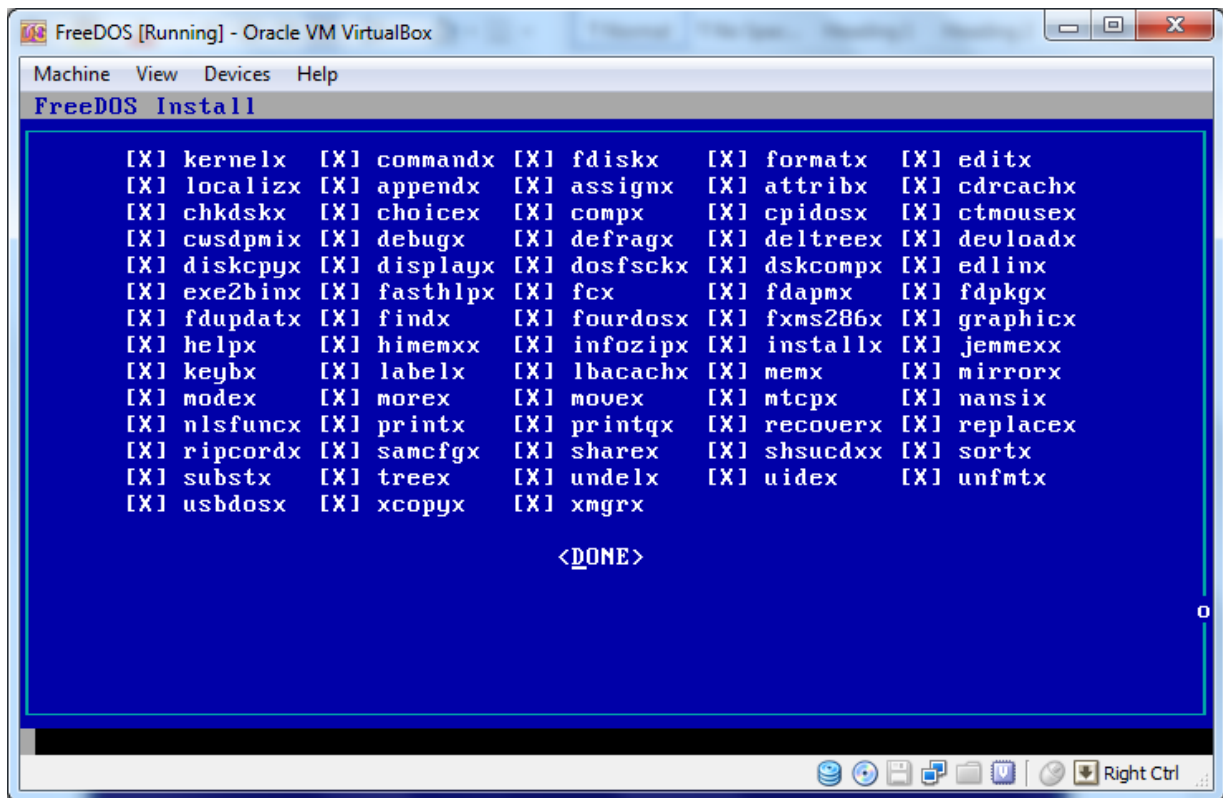 FreeDOS [Running] - Oracle VM VirtualBox
Machine View Devices Help
FreeDOS Install
[X] kernelx [X] commandx [X] fdiskx [X] formatx [X] editx
[X] localizx [X] appendx [X] assignx [X] attribx [X] cdrcachx
[X] chkdskx [X] choicex [X] compx [X] cpidosx [X] ctmousex
[X] cwsdpmix [X] debugx [X] defragx [X] deltreex [X] devloadx
[X] diskcpyx [X] displayx [X] dosfsckx [X] dskcompx [X] edlinx
[X] exe2binx [X] fasthlpx [X] fcx [X] fdapmx [X] fdpkgx
[X] fdupdatx [X] findx [X] fourdosx [X] fxms286x [X] graphicx
[X] helpx [X] himemxx [X] infozipx [X] installx [X] jemmexx
[X] keybx [X] labelx [X] lbacachx [X] memx [X] mirrorx
[X] modex [X] morex [X] movex [X] mtcpx [X] nansix
[X] nlsfuncx [X] printx [X] printqx [X] recoverx [X] replacex
[X] ripcordx [X] samcfgx [X] sharex [X] shsucdxx [X] sortx
[X] substx [X] treex [X] undelx [X] uidex [X] unfmtx
[X] usbdosx [X] xcopyx [X] xmgrx
<DONE>
o
Right Ctrl